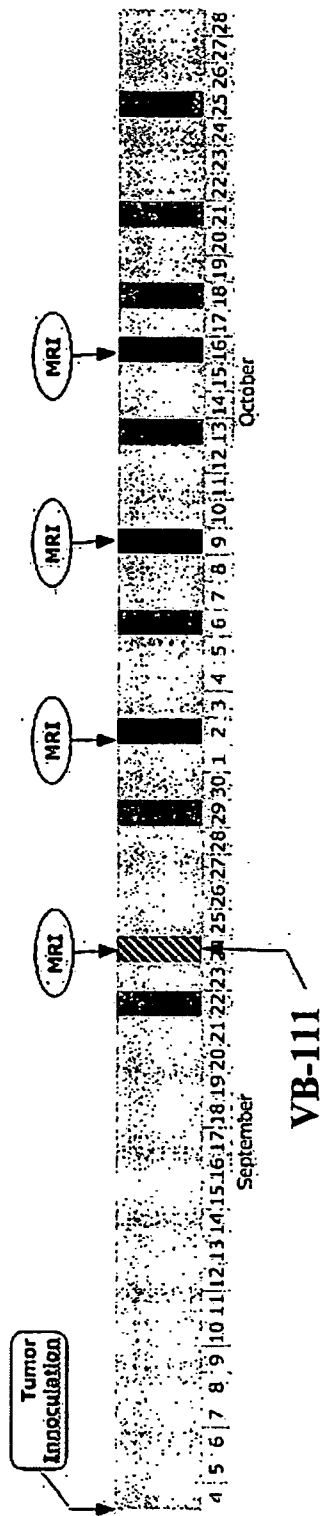 Tumor
Innoculation
MRI
MRI
MRI
MRI
4 5 6 7 8 9 10 11 12 13 14 15 16 17 18 19 20 21 22 23 24 25 26 27 28 29 30 1 2 3 4 5 6 7 8 9 10 11 12 13 14 15 16 17 18 19 20 21 22 23 24 25 26 27 28
September
October
VB-111